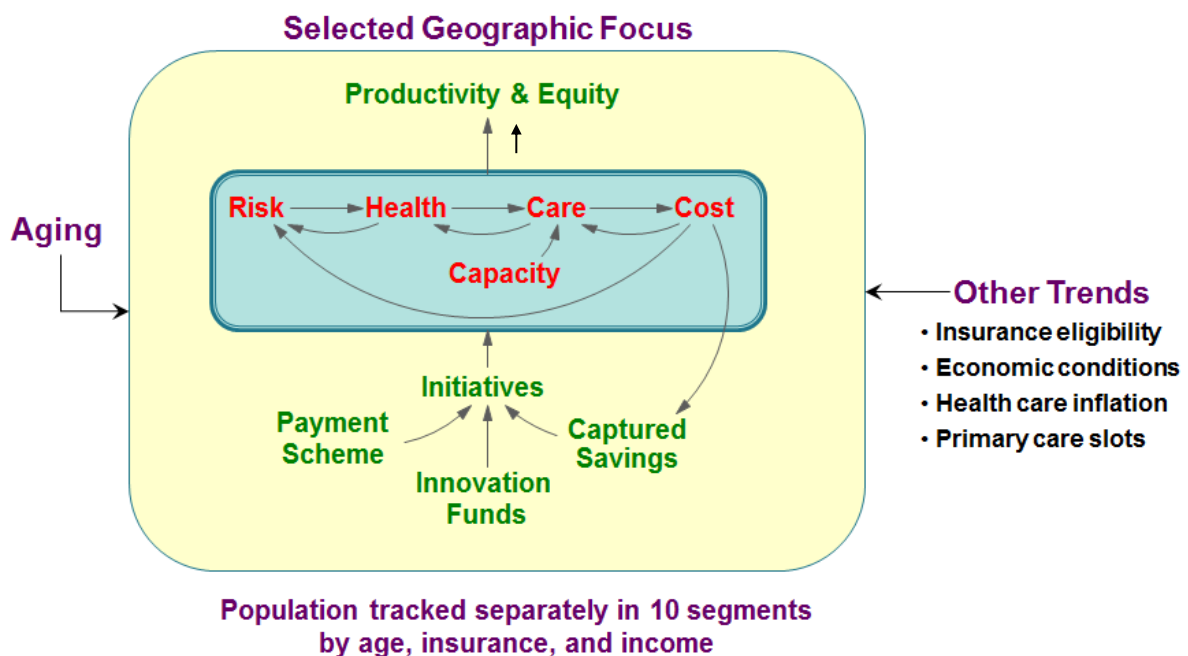 Selected Geographic Focus
Productivity & Equity
Risk
Health
Care
Cost
Capacity
Aging
Other Trends
• Insurance eligibility
• Economic conditions
• Health care inflation
• Primary care slots
Initiatives
Payment
Scheme
Captured
Savings
Innovation
Funds
Population tracked separately in 10 segments
by age, insurance, and income